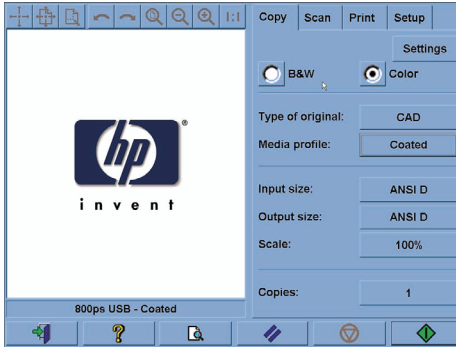 1:1
Copy Scan Print Setup
Settings
B&W Color
Type of original: CAD
Media profile: Coated
hp
®
invent
Input size: ANSI D
Output size: ANSI D
Scale: 100%
Copies: 1
800ps USB - Coated
?